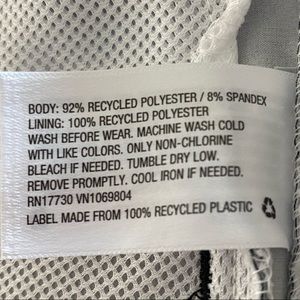 BODY: 92% RECYCLED POLYESTER / 8% SPANDEX
LINING: 100% RECYCLED POLYESTER
WASH BEFORE WEAR. MACHINE WASH COLD
WITH LIKE COLORS. ONLY NON-CHLORINE
BLEACH IF NEEDED. TUMBLE DRY LOW.
REMOVE PROMPTLY. COOL IRON IF NEEDED.
RN17730 VN1069804
LABEL MADE FROM 100% RECYCLED PLASTIC